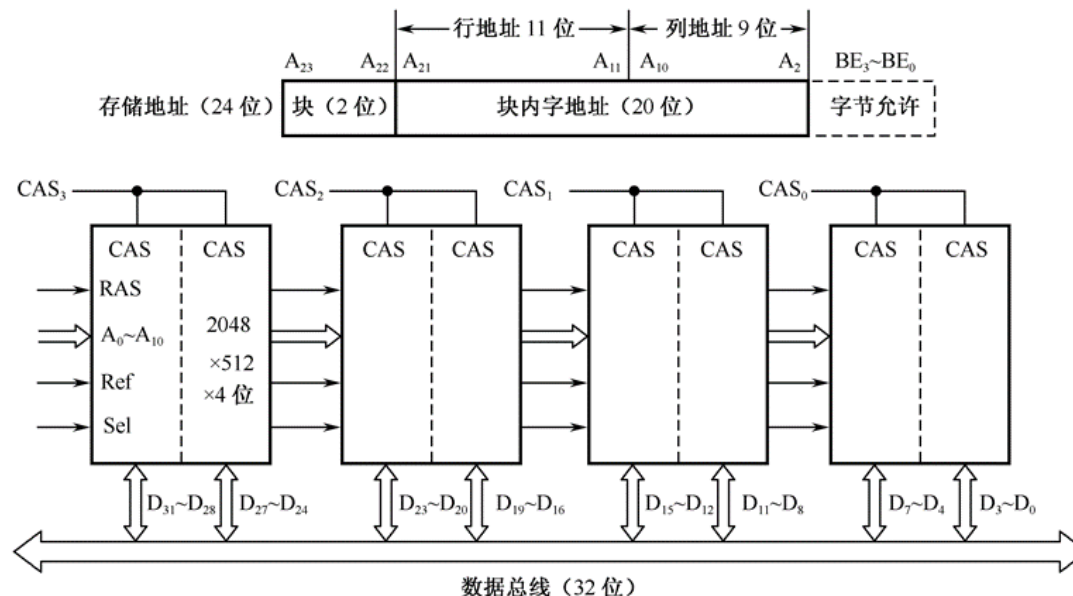 行地址 11 位 列地址 9 位
A₂₃ A₂₂ A₂₁ A₁₁ A₁₀ A₂ BE₃~BE₀
存储地址（24 位） 块（2 位） 块内字地址（20 位） 字节允许
CAS₃ CAS₂ CAS₁ CAS₀
CAS CAS CAS CAS CAS CAS CAS CAS
RAS
A₀~A₁₀ 2048
×512
Ref ×4 位
Sel
D₃₁~D₂₈ D₂₇~D₂₄ D₂₃~D₂₀ D₁₉~D₁₆ D₁₅~D₁₂ D₁₁~D₈ D₇~D₄ D₃~D₀
数据总线（32 位）